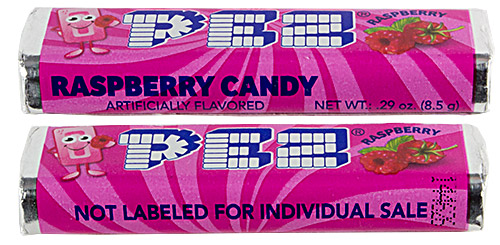 PEZ®
RASPBERRY
RASPBERRY CANDY
ARTIFICIALLY FLAVORED
NET WT.: .29 oz. (8.5 g)
PEZ®
RASPBERRY
NOT LABELED FOR INDIVIDUAL SALE